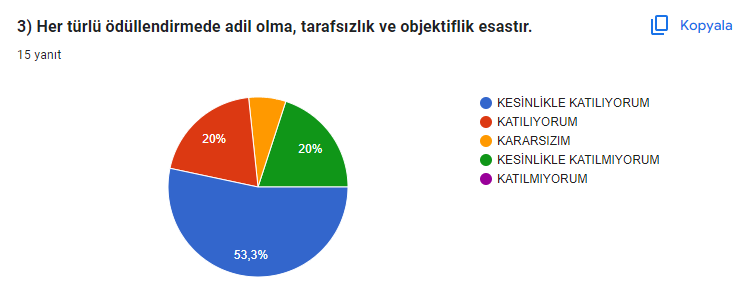 3) Her türlü ödüllendirmede adil olma, tarafsızlık ve objektiflik esastır.
Kopyala
15 yanıt
KESİNLİKLE KATILIYORUM
KATILIYORUM
KARARSIZIM
KESİNLİKLE KATILMIYORUM
KATILMIYORUM
20%
20%
53,3%